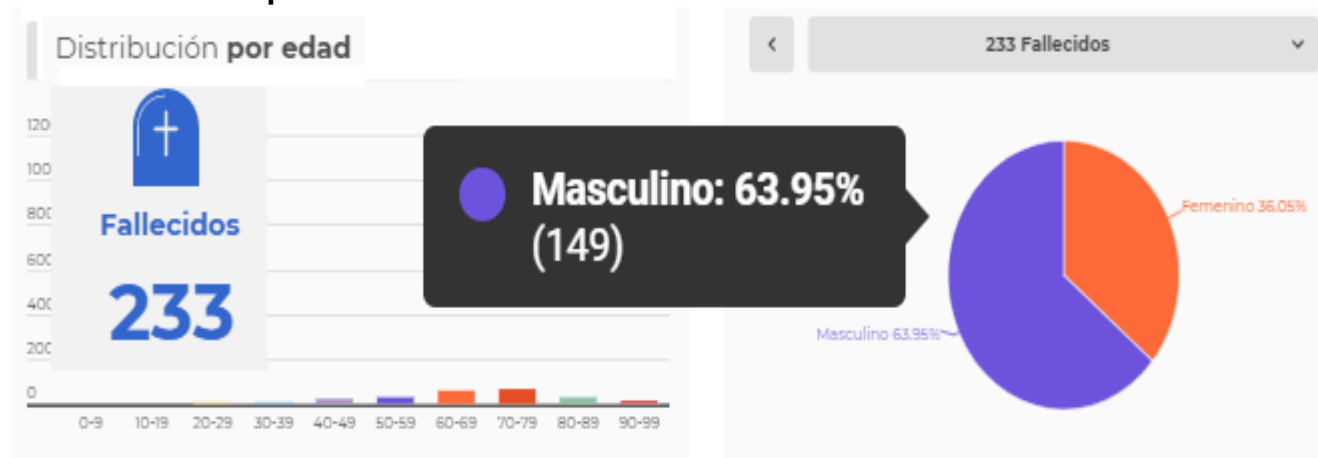 Distribución por edad
Fallecidos
233
120
100
800
600
400
200
0
0-9 10-19 20-29 30-39 40-49 50-59 60-69 70-79 80-89 90-99
Masculino: 63.95%
(149)
233 Fallecidos
Femenino 36.05%
Masculino 63.95%